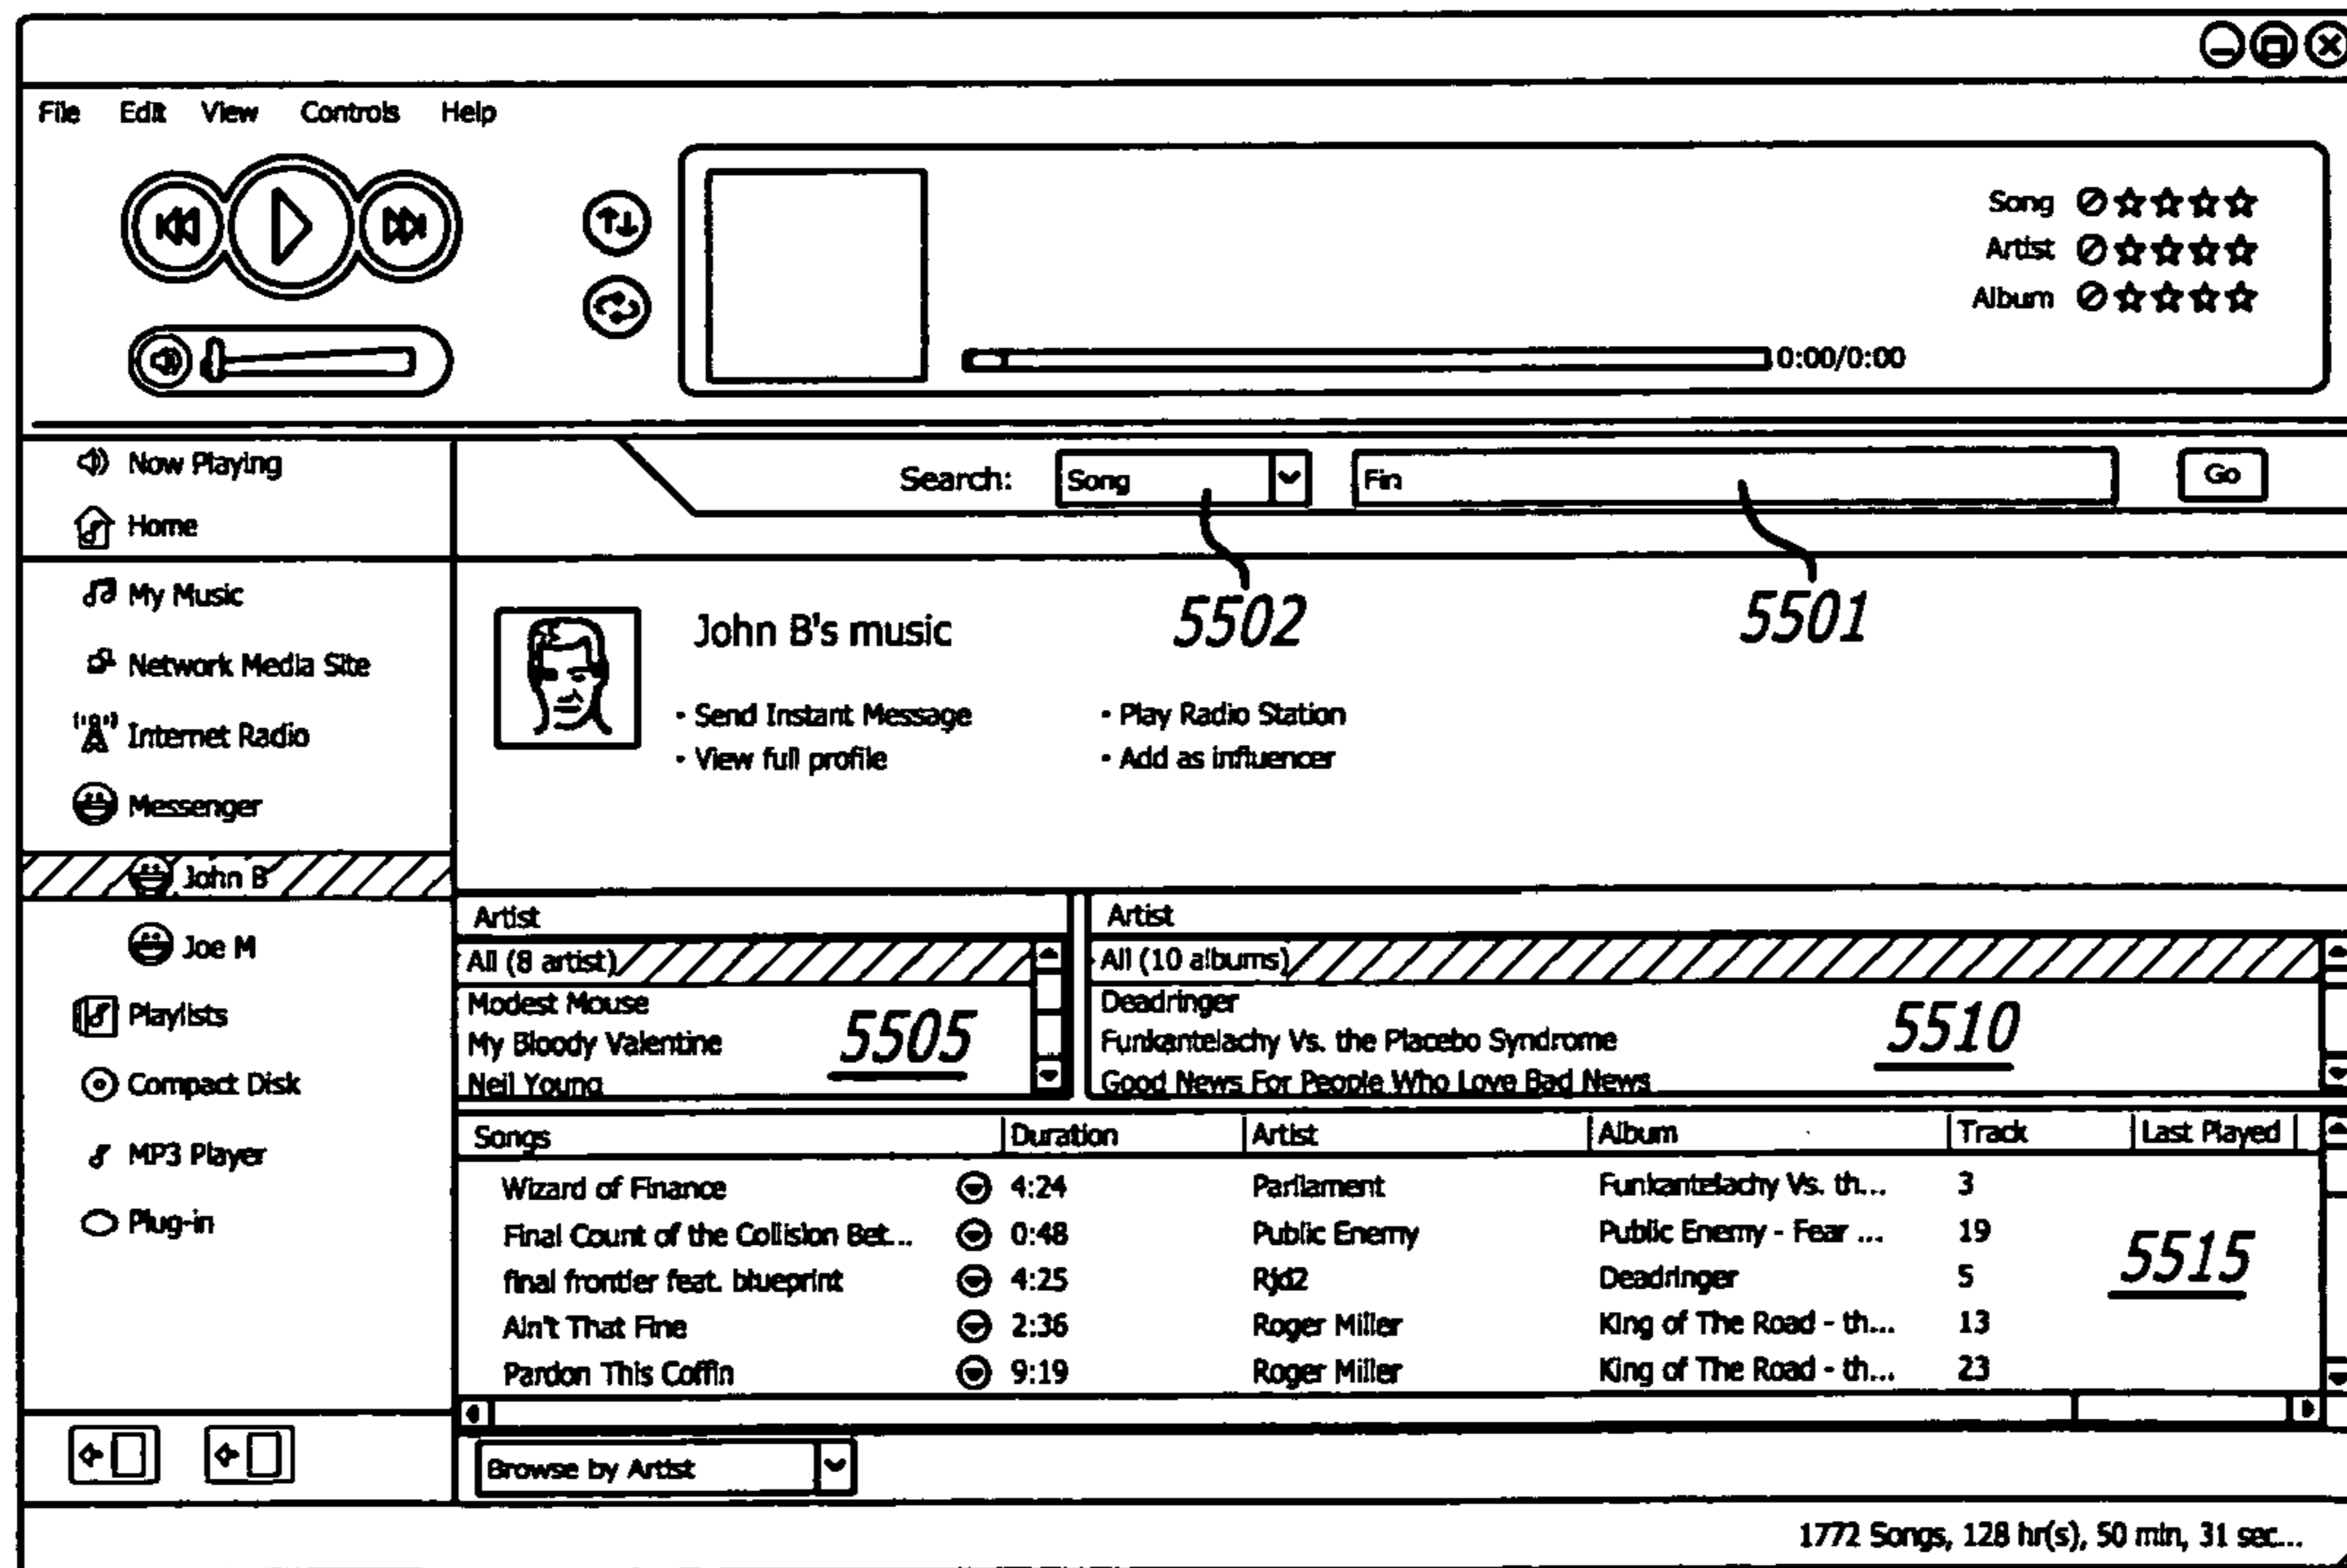 File Edit View Controls Help
Song
Artist
Album
0:00/0:00
Now Playing
Home
Search: Song Fin Go
5502 5501
My Music
Network Media Site
Internet Radio
Messenger
John B
Joe M
Playlists
Compact Disk
MP3 Player
Plug-in
John B's music
· Send Instant Message · Play Radio Station
· View full profile · Add as influencer
Artist
All (8 artist)
Modest Mouse
My Bloody Valentine
Neil Young
5505
Artist
All (10 albums)
Deadringer
Funkantelachy Vs. the Placebo Syndrome
Good News For People Who Love Bad News
5510
Songs Duration Artist Album Track Last Played
Wizard of Finance 4:24 Parliament Funkantelachy Vs. th... 3
Final Count of the Collision Bet... 0:48 Public Enemy Public Enemy - Fear ... 19
final frontier feat. blueprint 4:25 Rjd2 Deadringer 5
Ain't That Fine 2:36 Roger Miller King of The Road - th... 13
Pardon This Coffin 9:19 Roger Miller King of The Road - th... 23
5515
Browse by Artist
1772 Songs, 128 hr(s), 50 min, 31 sec...